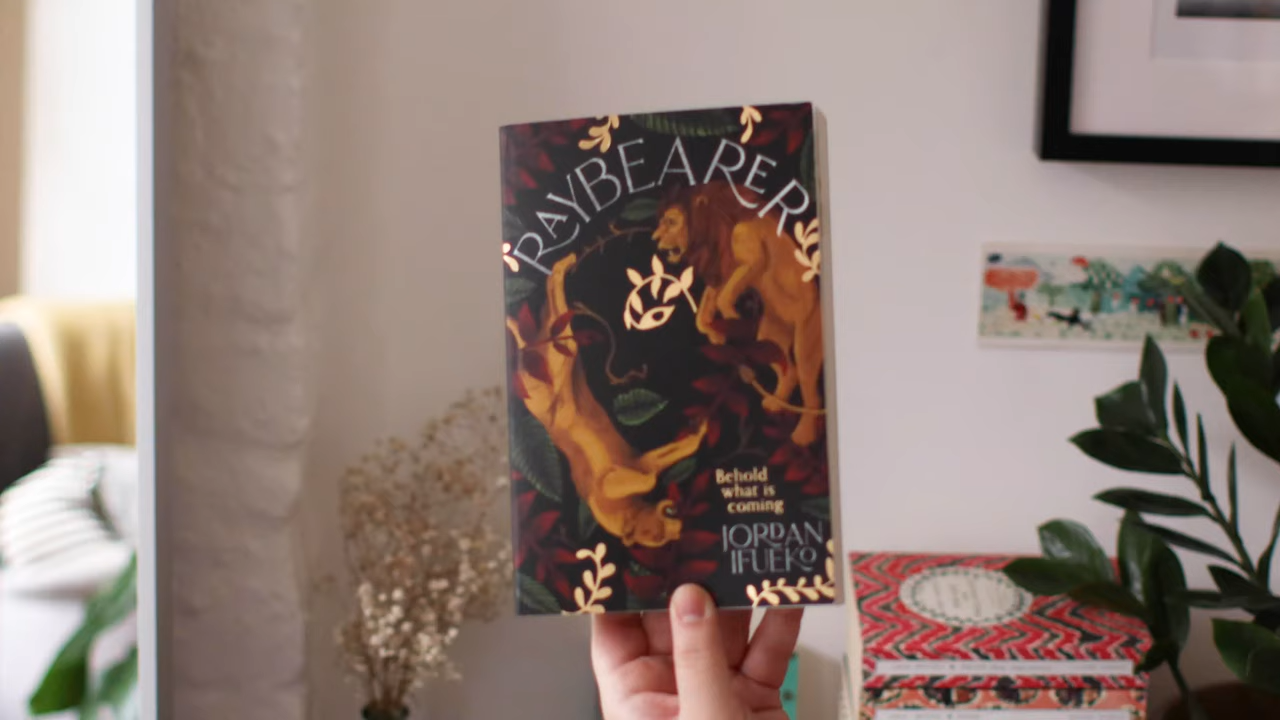 RAYBEARER
Behold
what is
coming
JORDAN
IFUEKO